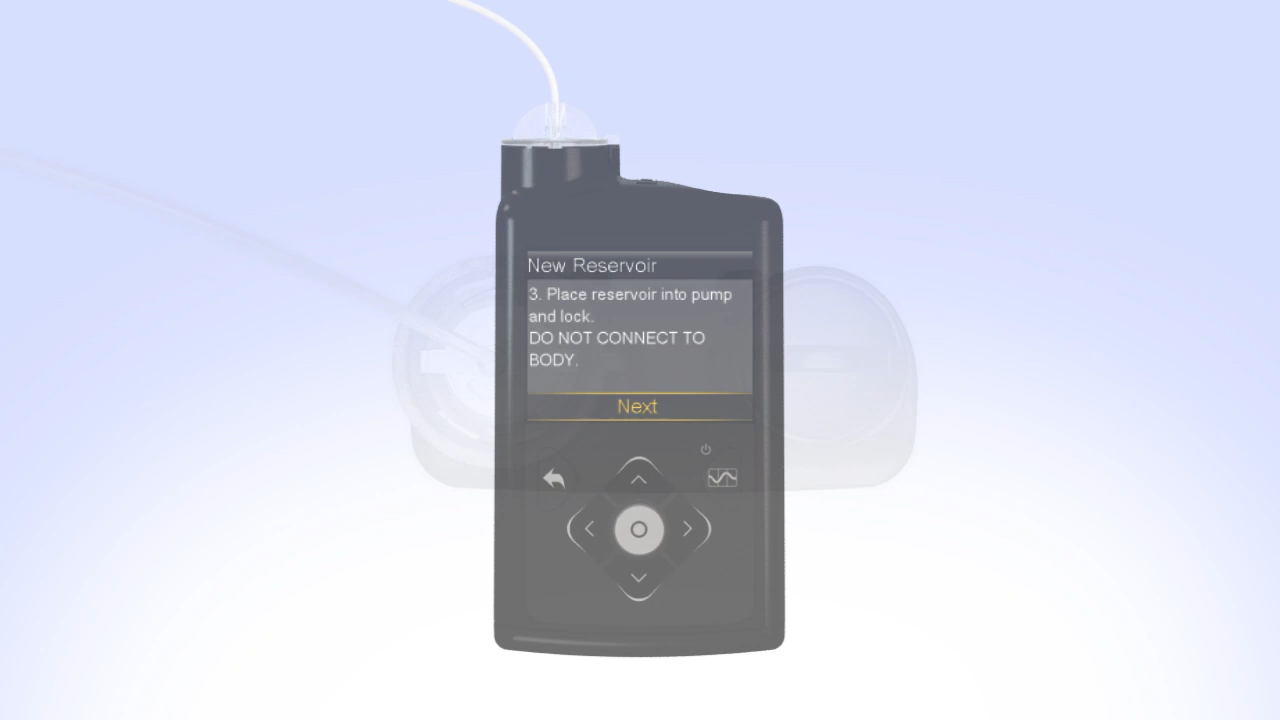 New Reservoir
3. Place reservoir into pump
and lock.
DO NOT CONNECT TO
BODY.
Next